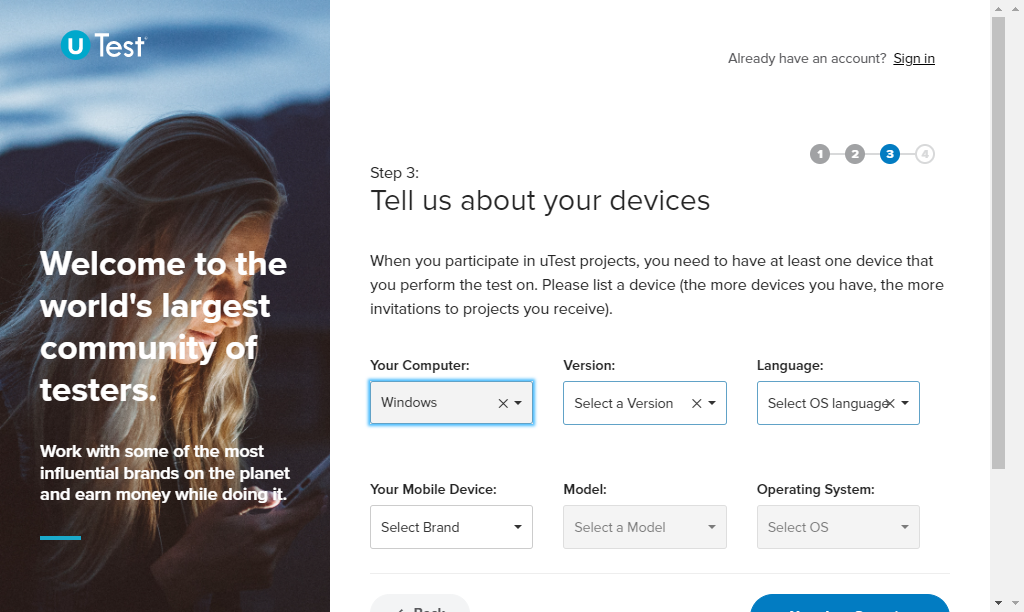 U Test
Already have an account? Sign in
1 2 3 4
Step 3:
Tell us about your devices
Welcome to the
world's largest
community of
testers.
Work with some of the most
influential brands on the planet
and earn money while doing it.
When you participate in uTest projects, you need to have at least one device that
you perform the test on. Please list a device (the more devices you have, the more
invitations to projects you receive).
Your Computer: Version: Language:
Windows Select a Version Select OS language
Your Mobile Device: Model: Operating System:
Select Brand Select a Model Select OS
Back